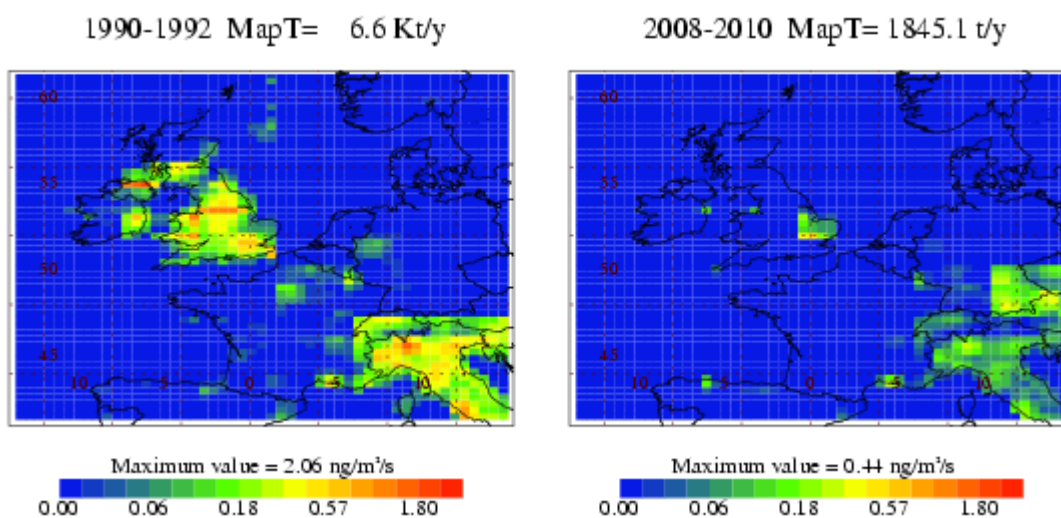 1990-1992 MapT= 6.6 Kt/y
2008-2010 MapT= 1845.1 t/y
60
55
50
45
10 5 0 5 10
60
55
50
45
10 5 0 5 10
Maximum value = 2.06 ng/m²/s
0.00 0.06 0.18 0.57 1.80
Maximum value = 0.44 ng/m²/s
0.00 0.06 0.18 0.57 1.80